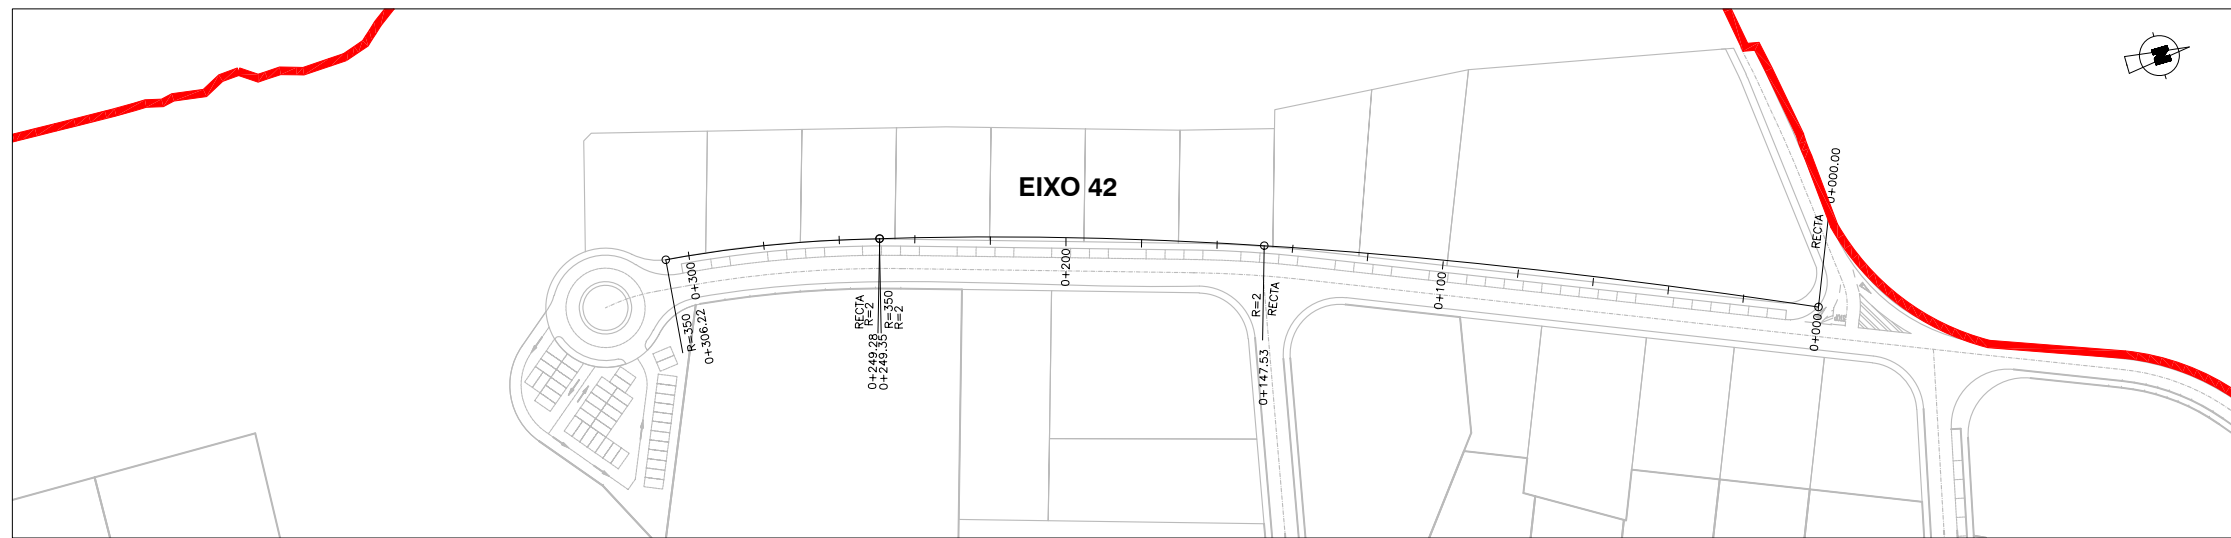 EIXO 42
R=350
0+306.22
0+300
RECTA
R=2
R=350
R=2
0+249.28
0+249.35
0+200
R=2
RECTA
0+147.53
0+100
0+000
RECTA
0+000.00
N